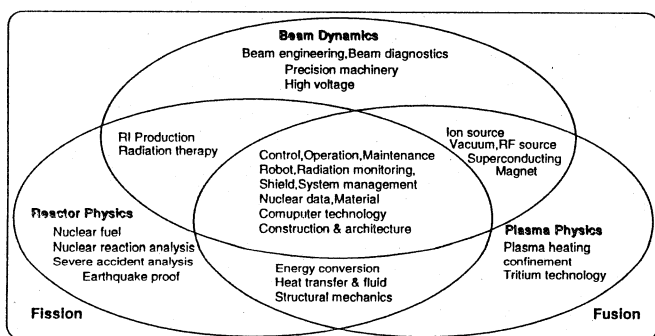 Beam Dynamics
Beam engineering,Beam diagnostics
Precision machinery
High voltage
RI Production
Radiation therapy
Ion source
Vacuum,RF source
Superconducting
Magnet
Control,Operation,Maintenance
Robot,Radiation monitoring,
Shield,System management
Nuclear data,Material
Comuputer technology
Construction & architecture
Reactor Physics
Nuclear fuel
Nuclear reaction analysis
Severe accident analysis
Earthquake proof
Plasma Physics
Plasma heating
confinement
Tritium technology
Energy conversion
Heat transfer & fluid
Structural mechanics
Fission
Fusion